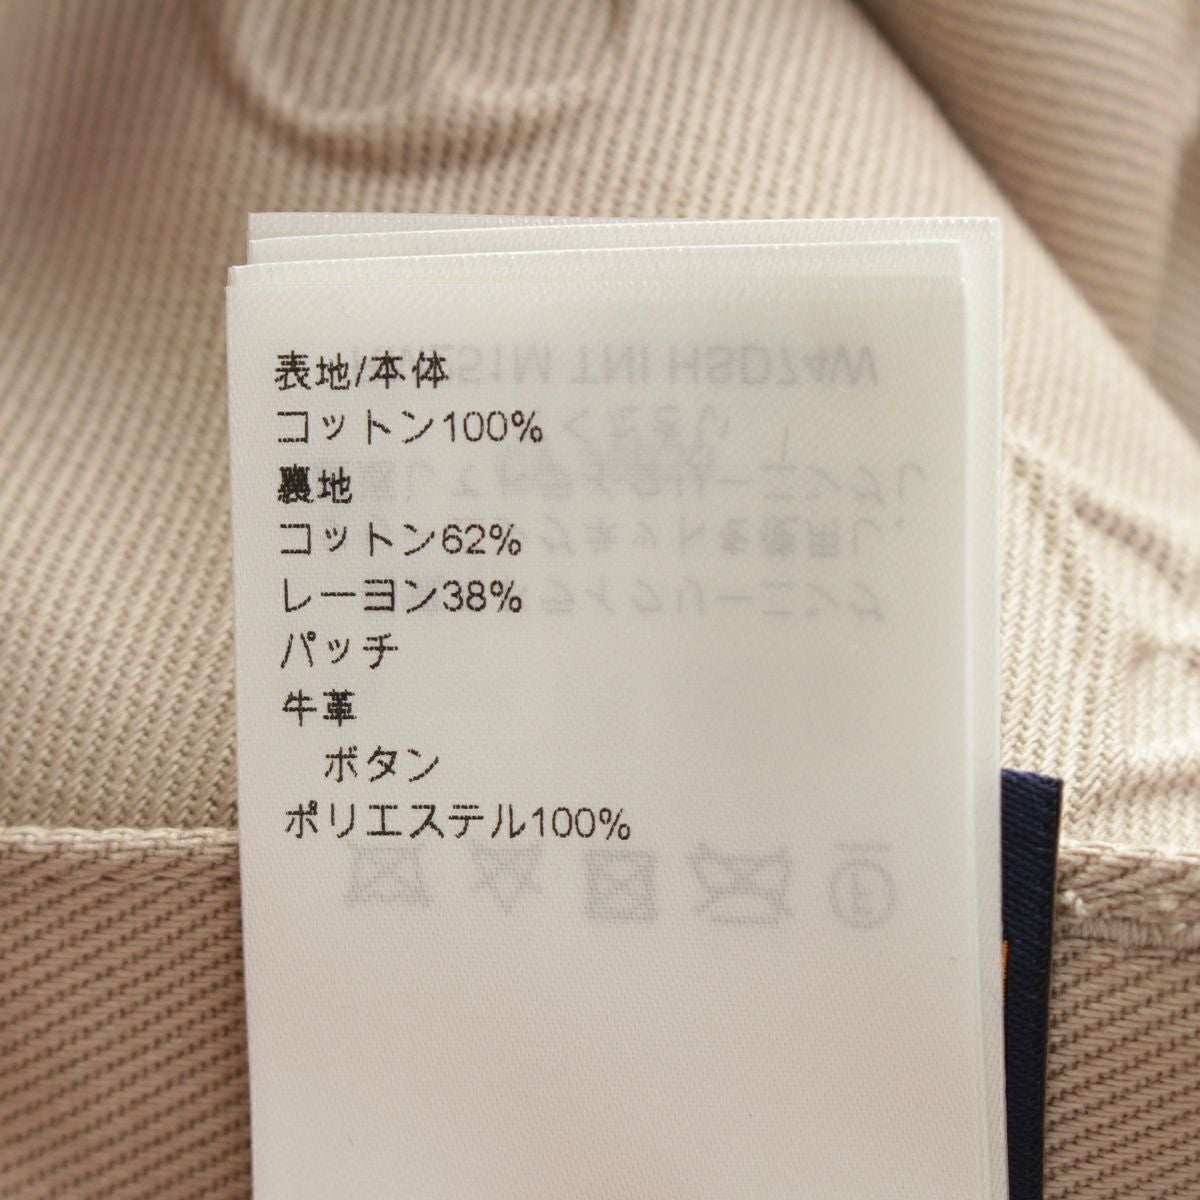 表地/本体
コットン100%
裏地
コットン62%
レーヨン38%
パッチ
牛革
ボタン
ポリエステル100%